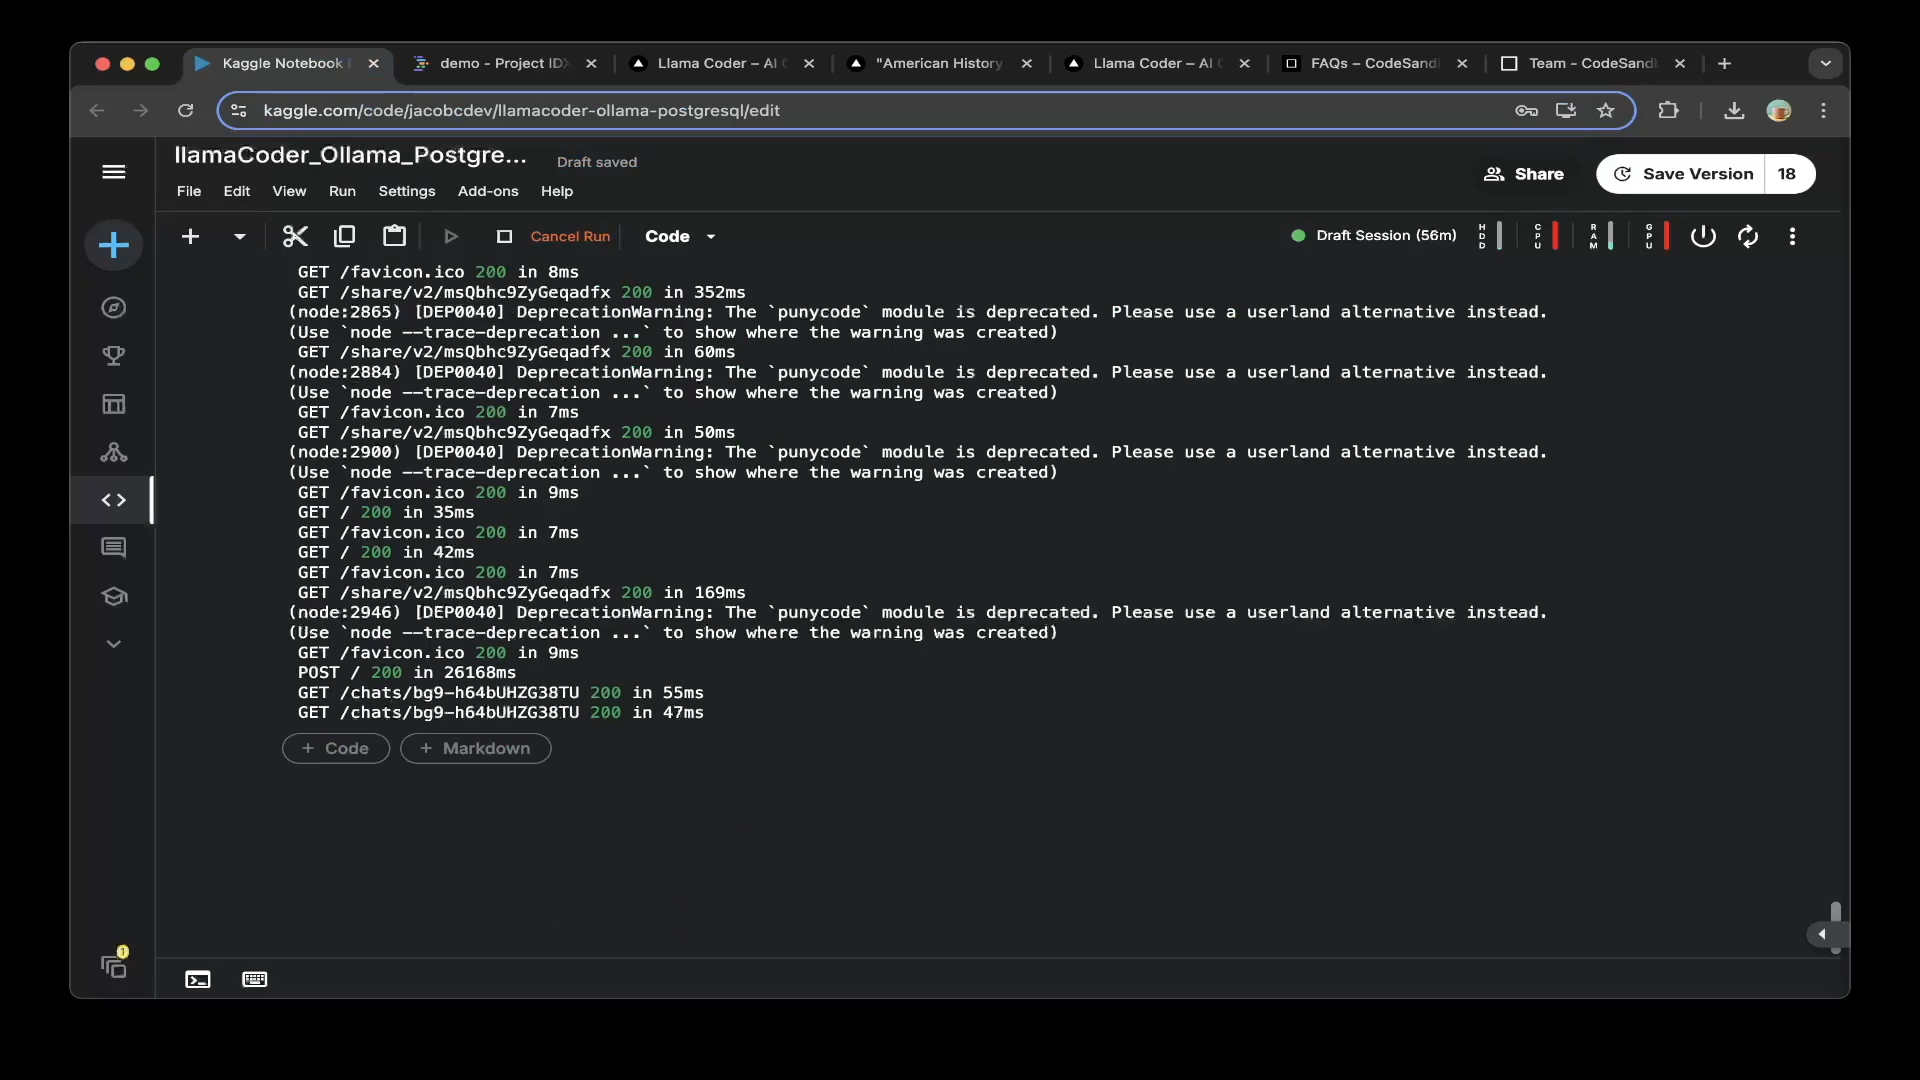 Kaggle Notebook
demo - Project IDX
Llama Coder – AI
"American History
Llama Coder – AI
FAQs – CodeSand
Team - CodeSand
kaggle.com/code/jacobcdev/llamacoder-ollama-postgresql/edit
llamaCoder_Ollama_Postgre...
Draft saved
File Edit View Run Settings Add-ons Help
Share
Save Version 18
Cancel Run
Code
Draft Session (56m)
HDD
CPU
RAM
GPU
GET /favicon.ico 200 in 8ms
GET /share/v2/msQbhc9ZyGeqadfx 200 in 352ms
(node:2865) [DEP0040] DeprecationWarning: The `punycode` module is deprecated. Please use a userland alternative instead.
(Use `node --trace-deprecation ...` to show where the warning was created)
GET /share/v2/msQbhc9ZyGeqadfx 200 in 60ms
(node:2884) [DEP0040] DeprecationWarning: The `punycode` module is deprecated. Please use a userland alternative instead.
(Use `node --trace-deprecation ...` to show where the warning was created)
GET /favicon.ico 200 in 7ms
GET /share/v2/msQbhc9ZyGeqadfx 200 in 50ms
(node:2900) [DEP0040] DeprecationWarning: The `punycode` module is deprecated. Please use a userland alternative instead.
(Use `node --trace-deprecation ...` to show where the warning was created)
GET /favicon.ico 200 in 9ms
GET / 200 in 35ms
GET /favicon.ico 200 in 7ms
GET / 200 in 42ms
GET /favicon.ico 200 in 7ms
GET /share/v2/msQbhc9ZyGeqadfx 200 in 169ms
(node:2946) [DEP0040] DeprecationWarning: The `punycode` module is deprecated. Please use a userland alternative instead.
(Use `node --trace-deprecation ...` to show where the warning was created)
GET /favicon.ico 200 in 9ms
POST / 200 in 26168ms
GET /chats/bg9-h64bUHZG38TU 200 in 55ms
GET /chats/bg9-h64bUHZG38TU 200 in 47ms
+ Code
+ Markdown
1